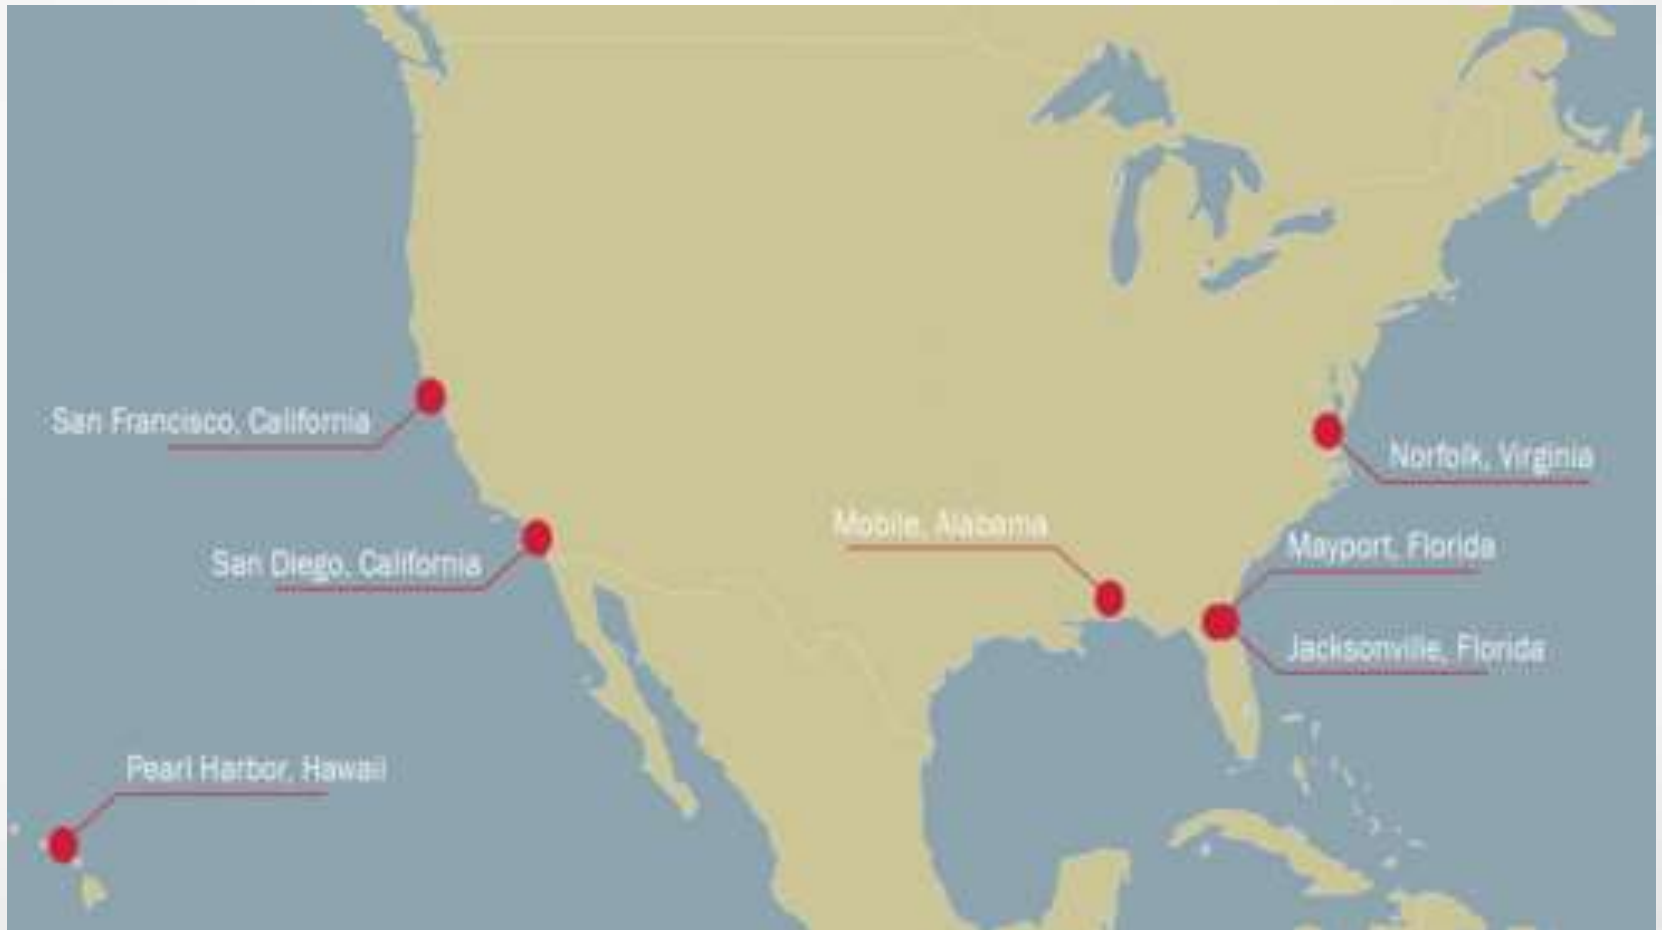 San Francisco, California
Norfolk, Virginia
Mobile, Alabama
Mayport, Florida
San Diego, California
Jacksonville, Florida
Pearl Harbor, Hawaii